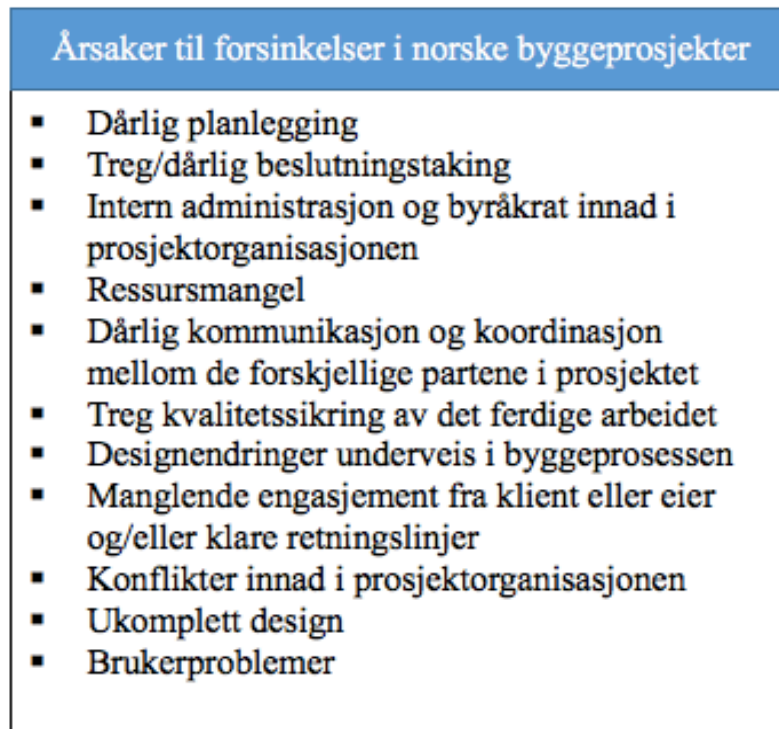 Årsaker til forsinkelser i norske byggeprosjekter
▪ Dårlig planlegging
▪ Treg/dårlig beslutningstaking
▪ Intern administrasjon og byråkrat innad i
prosjektorganisasjonen
▪ Ressursmangel
▪ Dårlig kommunikasjon og koordinasjon
mellom de forskjellige partene i prosjektet
▪ Treg kvalitetssikring av det ferdige arbeidet
▪ Designendringer underveis i byggeprosessen
▪ Manglende engasjement fra klient eller eier
og/eller klare retningslinjer
▪ Konflikter innad i prosjektorganisasjonen
▪ Ukomplett design
▪ Brukerproblemer